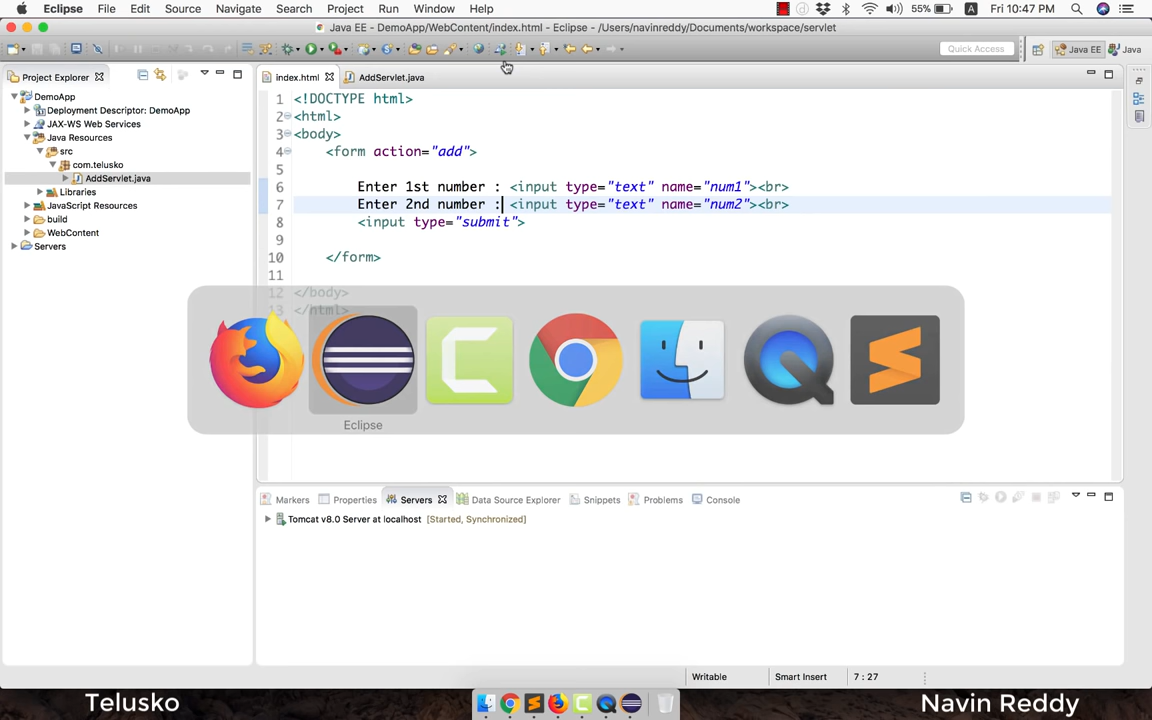 Eclipse File Edit Source Navigate Search Project Run Window Help 55% A Fri 10:47 PM
Java EE - DemoApp/WebContent/index.html - Eclipse - /Users/navinreddy/Documents/workspace/servlet
Quick Access Java EE Java
Project Explorer
index.html AddServlet.java
DemoApp
Deployment Descriptor: DemoApp
JAX-WS Web Services
Java Resources
src
com.telusko
AddServlet.java
Libraries
JavaScript Resources
build
WebContent
Servers
1 <!DOCTYPE html>
2 <html>
3 <body>
4 <form action="add">
5
6 Enter 1st number : <input type="text" name="num1"><br>
7 Enter 2nd number : <input type="text" name="num2"><br>
8 <input type="submit">
9
10 </form>
11
12 </body>
13 </html>
Eclipse
Markers Properties Servers Data Source Explorer Snippets Problems Console
Tomcat v8.0 Server at localhost [Started, Synchronized]
Writable Smart Insert 7 : 27
Telusko Navin Reddy